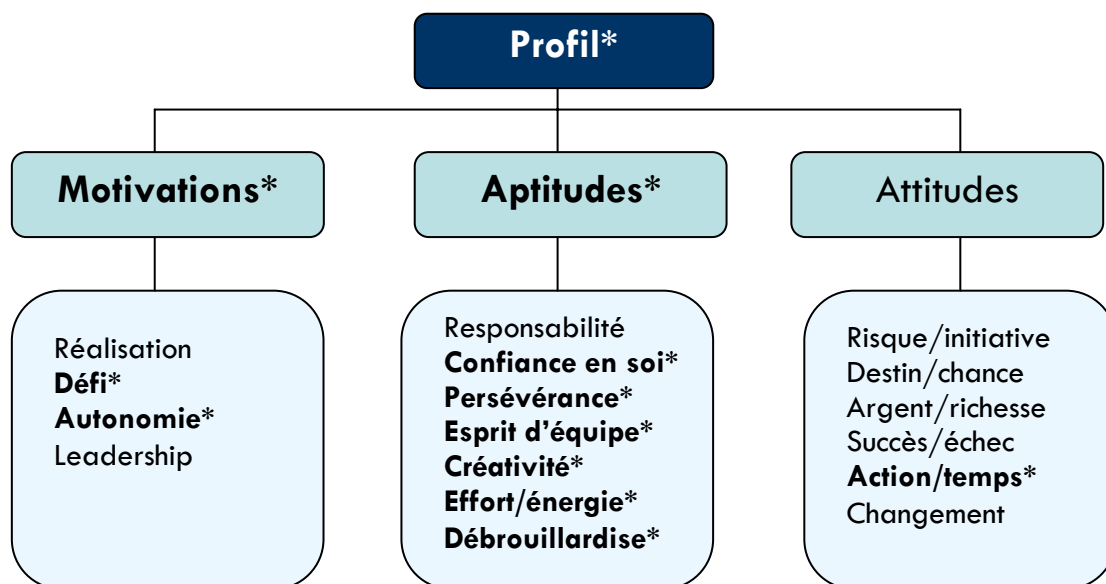 Profil*
Motivations*
Aptitudes*
Attitudes
Réalisation
Défi*
Autonomie*
Leadership
Responsabilité
Confiance en soi*
Persévérance*
Esprit d’équipe*
Créativité*
Effort/énergie*
Débrouillardise*
Risque/initiative
Destin/chance
Argent/richesse
Succès/échec
Action/temps*
Changement